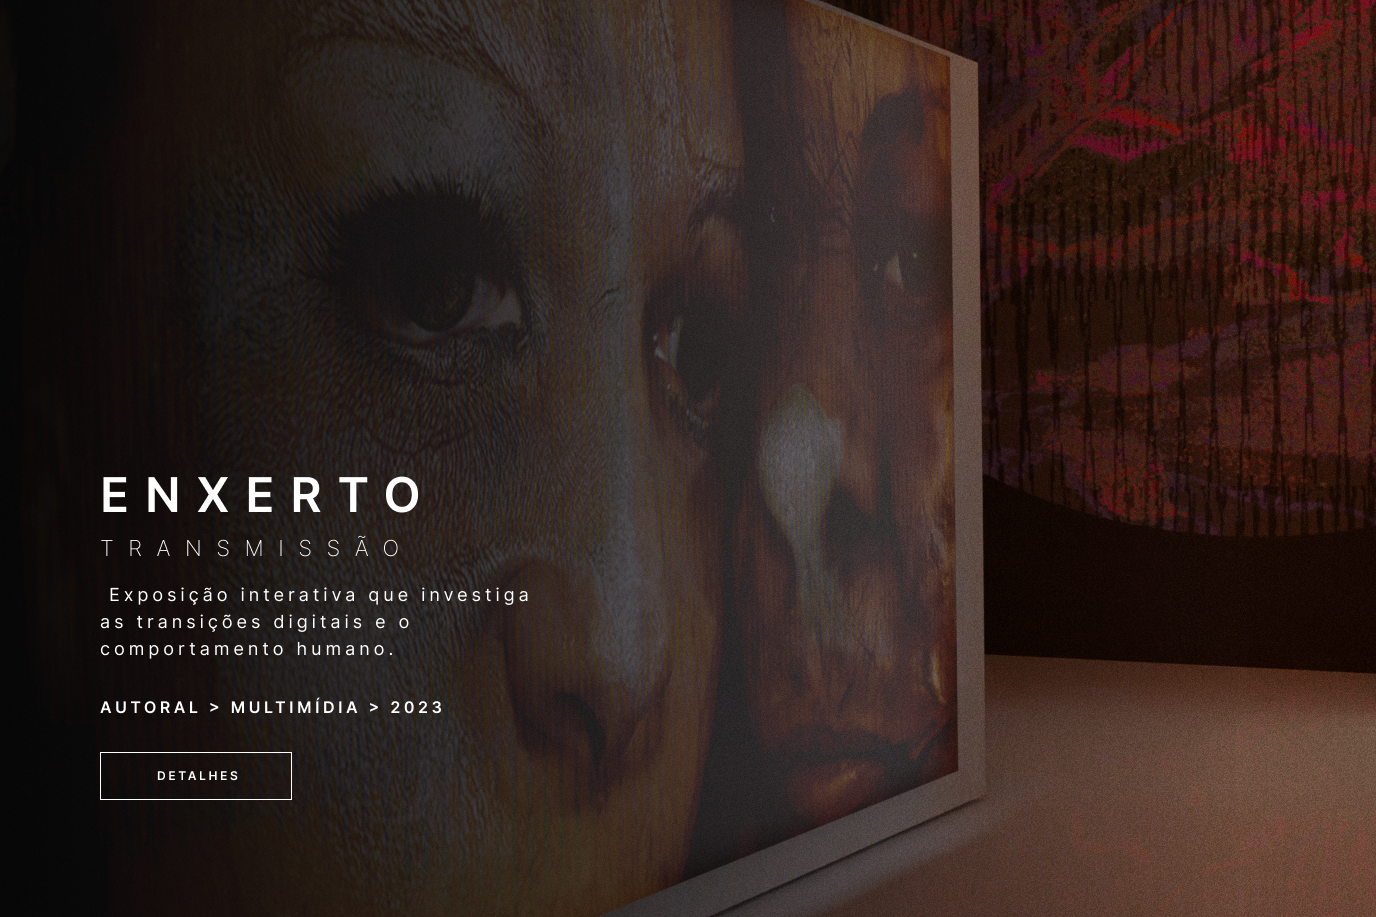 ENXERTO
TRANSMISSÃO
Exposição interativa que investiga
as transições digitais e o
comportamento humano.
AUTORAL > MULTIMÍDIA > 2023
DETALHES